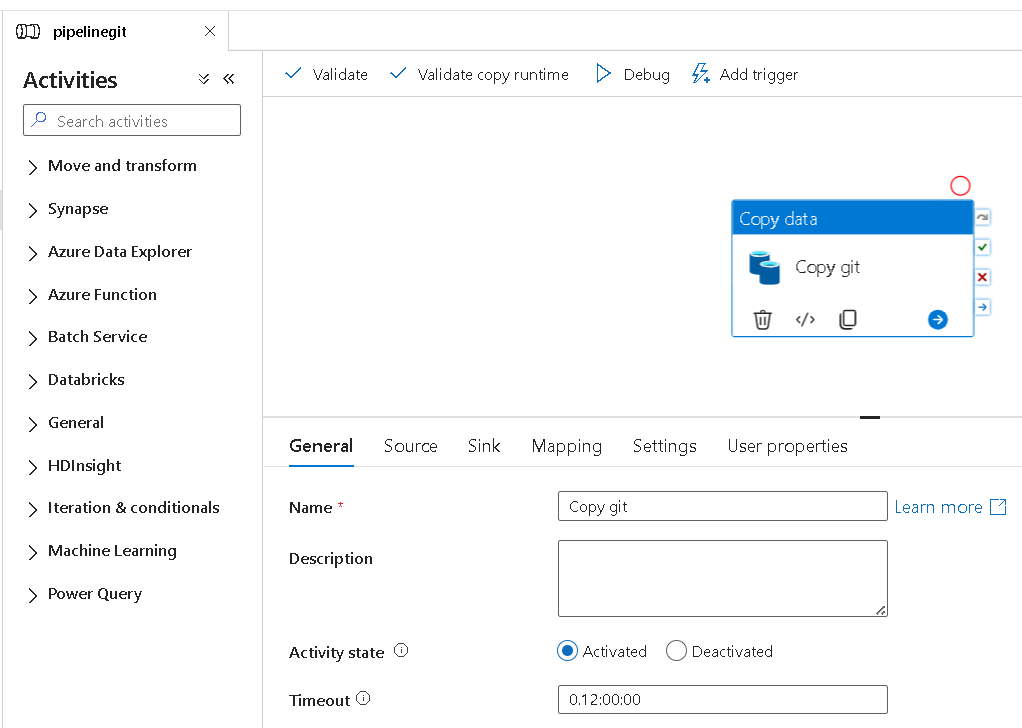 pipelinegit
Activities
Search activities
Move and transform
Synapse
Azure Data Explorer
Azure Function
Batch Service
Databricks
General
HDInsight
Iteration & conditionals
Machine Learning
Power Query
Validate
Validate copy runtime
Debug
Add trigger
Copy data
Copy git
General
Source
Sink
Mapping
Settings
User properties
Name *
Copy git
Learn more
Description
Activity state
Activated
Deactivated
Timeout
0.12:00:00